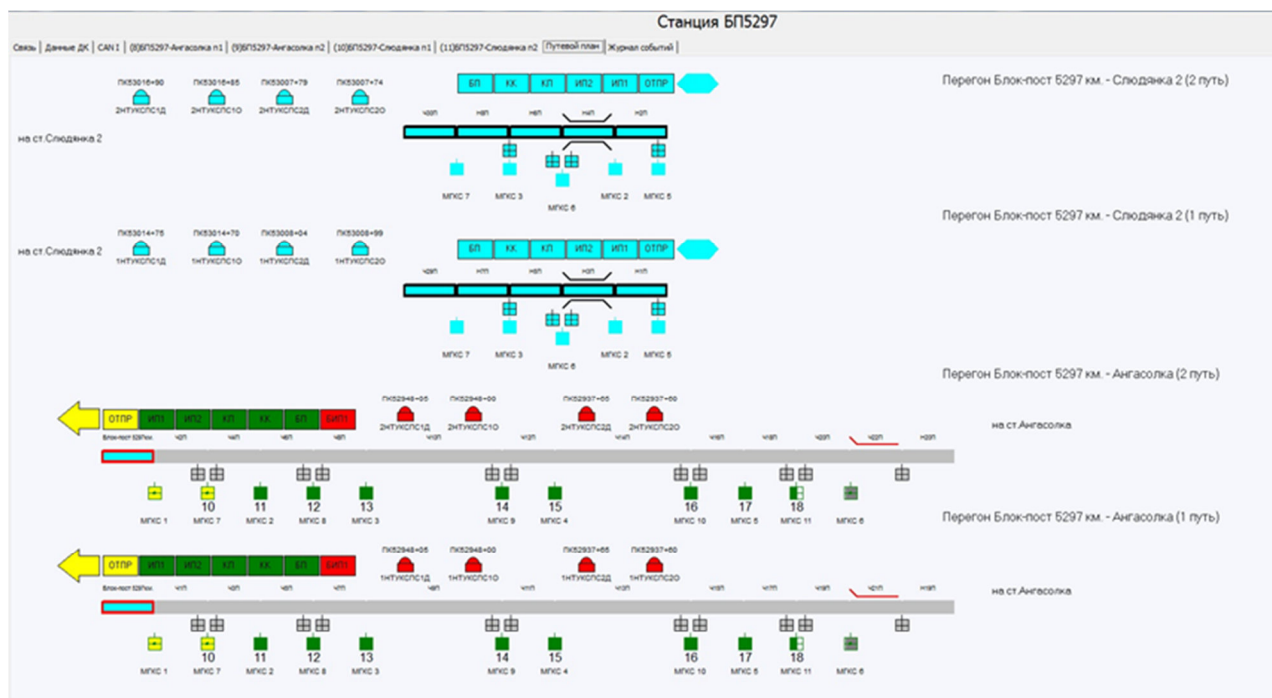 Станция БП5297
Связь Данные ДК CAN I (8)БП5297-Ангасолка п1 (9)БП5297-Ангасолка п2 (10)БП5297-Слюдянка п1 (11)БП5297-Слюдянка п2 Путевой план Журнал событий
ПК53016+90 ПК53016+85 ПК53007+79 ПК53007+74 БП КК КЛ ИП2 ИП1 ОТПР Перегон Блок-пост 5297 км. - Слюдянка 2 (2 путь)
2НТУКСПС1Д 2НТУКСПС1О 2НТУКСПС2Д 2НТУКСПС2О
на ст.Слюдянка 2
МГКС 7 МГКС 3 МГКС 6 МГКС 2 МГКС 5
Перегон Блок-пост 5297 км. - Слюдянка 2 (1 путь)
ПК53014+75 ПК53014+70 ПК53008+04 ПК53008+99
на ст.Слюдянка 2 БП КК КЛ ИП2 ИП1 ОТПР
1НТУКСПС1Д 1НТУКСПС1О 1НТУКСПС2Д 1НТУКСПС2О
МГКС 7 МГКС 3 МГКС 6 МГКС 2 МГКС 5
Перегон Блок-пост 5297 км. - Ангасолка (2 путь)
ПК52948+05 ПК52948+00 ПК52937+65 ПК52937+60
ОТПР ИП1 ИП2 КЛ КК БП БИП1
2НТУКСПС1Д 2НТУКСПС1О 2НТУКСПС2Д 2НТУКСПС2О на ст.Ангасолка
Блок-пост 5297км.
10 11 12 13 14 15 16 17 18
МГКС 1 МГКС 7 МГКС 2 МГКС 8 МГКС 3 МГКС 9 МГКС 4 МГКС 10 МГКС 5 МГКС 11 МГКС 6
Перегон Блок-пост 5297 км. - Ангасолка (1 путь)
ПК52948+05 ПК52948+00 ПК52937+65 ПК52937+60
ОТПР ИП1 ИП2 КЛ КК БП БИП1
1НТУКСПС1Д 1НТУКСПС1О 1НТУКСПС2Д 1НТУКСПС2О
Блок-пост 5297км. на ст.Ангасолка
10 11 12 13 14 15 16 17 18
МГКС 1 МГКС 7 МГКС 2 МГКС 8 МГКС 3 МГКС 9 МГКС 4 МГКС 10 МГКС 5 МГКС 11 МГКС 6